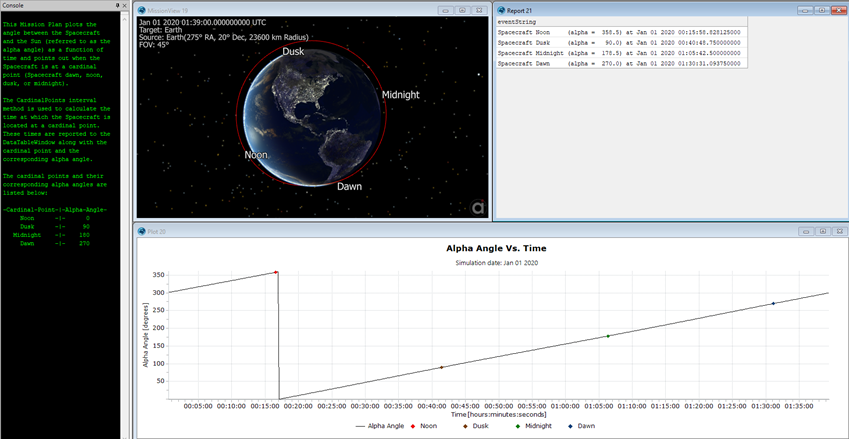 Console
This Mission Plan plots the
angle between the Spacecraft
and the Sun (referred to as the
alpha angle) as a function of
time and points out when the
Spacecraft is at a cardinal
point (Spacecraft dawn, noon,
dusk, or midnight).
The CardinalPoints interval
method is used to calculate the
time at which the Spacecraft is
located at a cardinal point.
These times are reported to the
DataTableWindow along with the
cardinal point and the
corresponding alpha angle.
The cardinal points and their
corresponding alpha angles are
listed below:
-Cardinal-Point-|-Alpha-Angle-
Noon -|- 0
Dusk -|- 90
Midnight -|- 180
Dawn -|- 270
MissionView 19
Jan 01 2020 01:39:00.00000000 UTC
Target: Earth
Source: Earth(275° RA, 20° Dec, 23600 km Radius)
FOV: 45°
Dusk
Midnight
Noon
Dawn
Report 21
eventString
Spacecraft Noon (alpha = 358.5) at Jan 01 2020 00:15:58.828125000
Spacecraft Dusk (alpha = 90.0) at Jan 01 2020 00:40:48.750000000
Spacecraft Midnight (alpha = 178.5) at Jan 01 2020 01:05:42.500000000
Spacecraft Dawn (alpha = 270.0) at Jan 01 2020 01:30:31.093750000
Plot 20
Alpha Angle Vs. Time
Simulation date: Jan 01 2020
Alpha Angle [degrees]
350
300
250
200
150
100
50
00:05:00 00:10:00 00:15:00 00:20:00 00:25:00 00:30:00 00:35:00 00:40:00 00:45:00 00:50:00 00:55:00 01:00:00 01:05:00 01:10:00 01:15:00 01:20:00 01:25:00 01:30:00 01:35:00
Time [hours:minutes:seconds]
Alpha Angle Noon Dusk Midnight Dawn